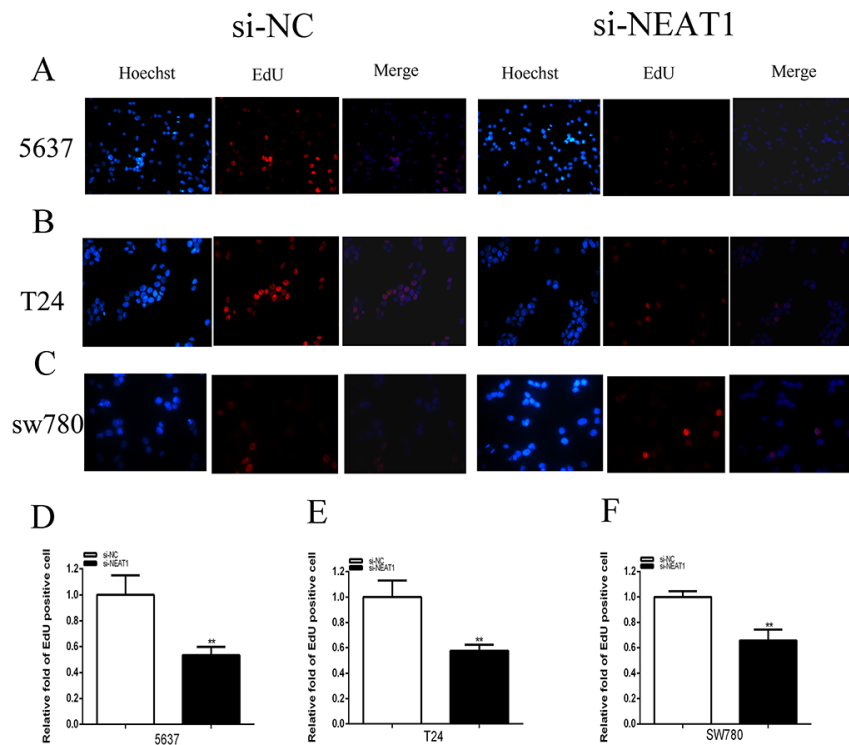 si-NC si-NEAT1
A
Hoechst EdU Merge Hoechst EdU Merge
5637
B
T24
C
sw780
D
Relative fold of EdU positive cell
si-NC
si-NEAT1
1.2
1.0
0.8
0.6
0.4
0.2
0.0
**
5637
E
Relative fold of EdU positive cell
si-NC
si-NEAT1
1.2
1.0
0.8
0.6
0.4
0.2
0.0
**
T24
F
Relative fold of EdU positive cell
si-NC
si-NEAT1
1.2
1.0
0.8
0.6
0.4
0.2
0.0
**
SW780